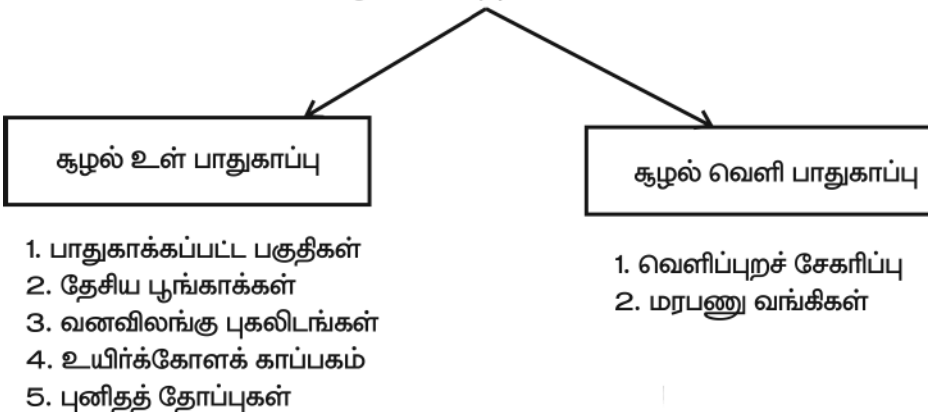 சூழல் உள் பாதுகாப்பு
1. பாதுகாக்கப்பட்ட பகுதிகள்
2. தேசிய பூங்காக்கள்
3. வனவிலங்கு புகலிடங்கள்
4. உயிர்க்கோளக் காப்பகம்
5. புனிதத் தோப்புகள்
சூழல் வெளி பாதுகாப்பு
1. வெளிப்புறச் சேகரிப்பு
2. மரபணு வங்கிகள்